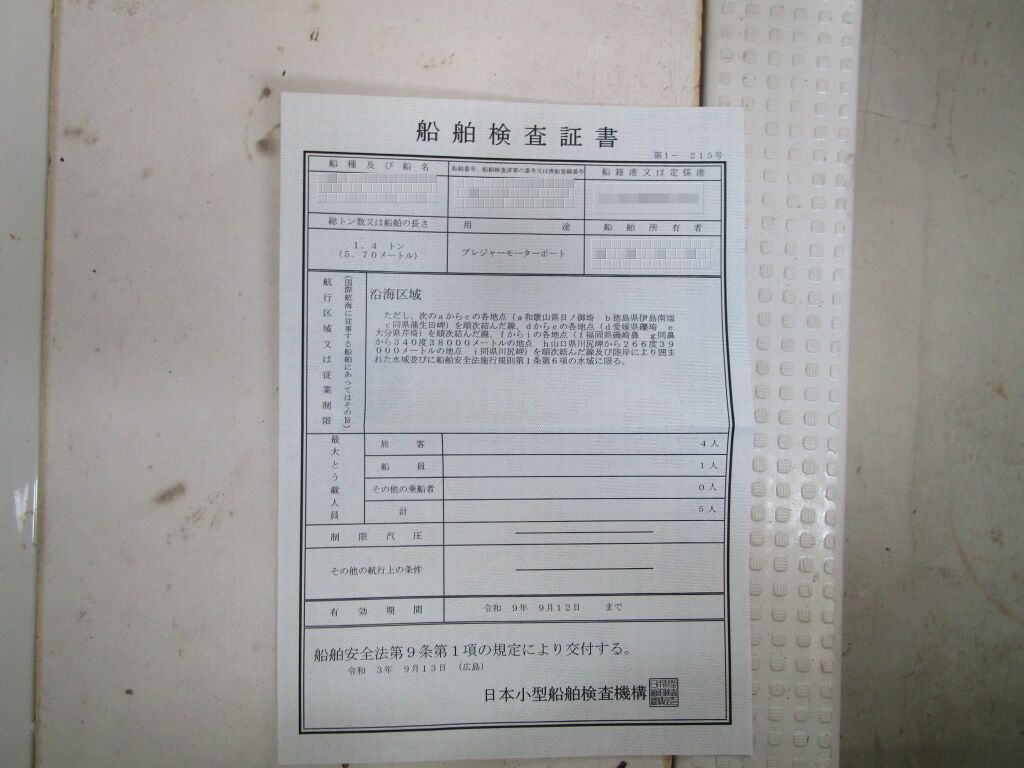 船舶検査証書
第1－ 215号
船種及び船名
船舶番号、船舶検査済票の番号又は漁船登録番号
船籍港又は定係港
総トン数又は船舶の長さ
用途
船舶所有者
1.4 トン
(5.70メートル)
プレジャーモーターボート
航行区域又は従業制限
(国際航海に従事する船舶にあってはその旨)
沿海区域
ただし、次のaからcの各地点（a和歌山県日ノ御埼 b徳島県伊島南端
c同県蒲生田岬）を順次結んだ線、dからeの各地点（d愛媛県 e
大分県芹埼）を順次結んだ線、fからiの各地点（f福岡県 鼻 g同鼻
から340度38000メートルの地点 h山口県川尻岬から266度39
000メートルの地点 i同県川尻岬）を順次結んだ線及び陸岸により囲ま
れた水域並びに船舶安全法施行規則第1条第6項の水域に限る。
最大とう載人員
旅客 4人
船員 1人
その他の乗船者 0人
計 5人
制限汽圧
その他の航行上の条件
有効期間 令和 9年 9月12日 まで
船舶安全法第9条第1項の規定により交付する。
令和 3年 9月13日 （広島）
日本小型船舶検査機構